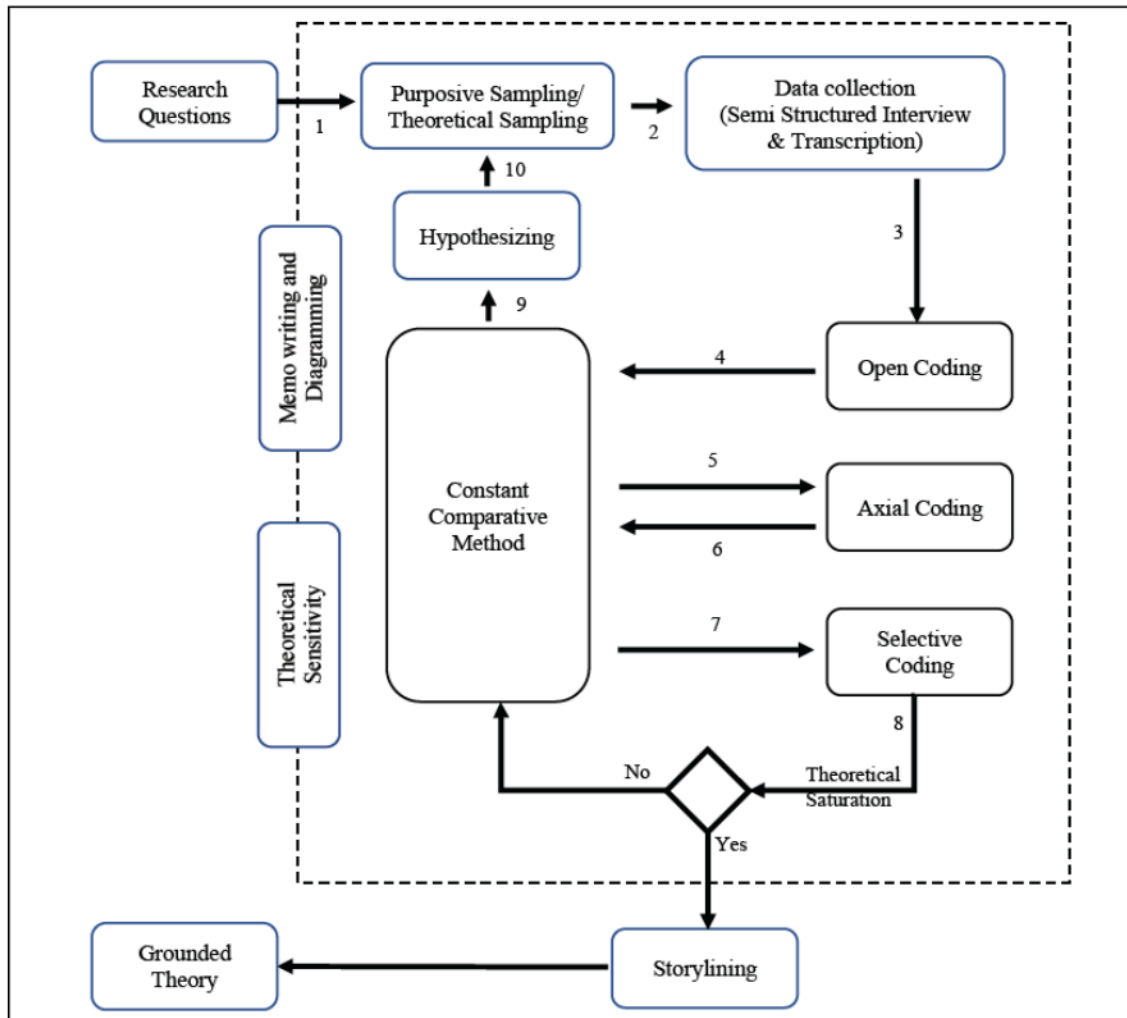 Research
Questions
1
Purposive Sampling/
Theoretical Sampling
2
Data collection
(Semi Structured Interview
& Transcription)
10
3
Hypothesizing
9
Memo writing and
Diagramming
4
Open Coding
5
Constant
Comparative
Method
Axial Coding
6
Theoretical
Sensitivity
7
Selective
Coding
8
No
Theoretical
Saturation
Yes
Grounded
Theory
Storylining